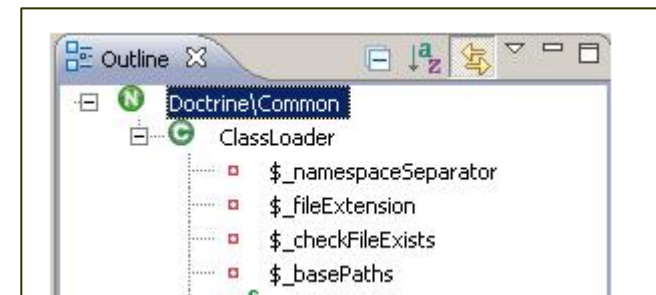 Outline
Doctrine\Common
ClassLoader
$_namespaceSeparator
$_fileExtension
$_checkFileExists
$_basePaths